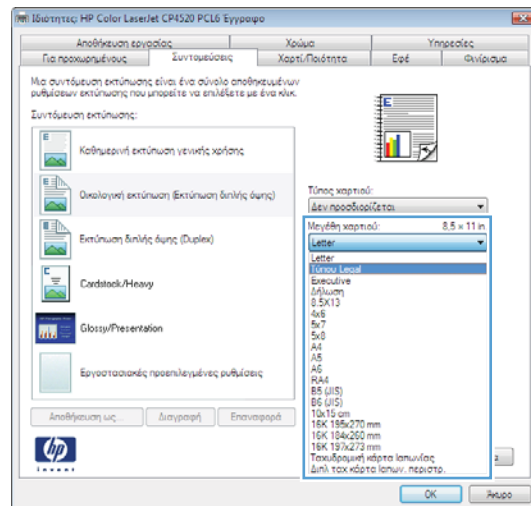 Ιδιότητες: HP Color LaserJet CP4520 PCL6 Έγγραφο
Αποθήκευση εργασίας
Χρώμα
Υπηρεσίες
Για προχωρημένους
Συντομεύσεις
Χαρτί/Ποιότητα
Εφέ
Φινίρισμα
Μια συντόμευση εκτύπωσης είναι ένα σύνολο αποθηκευμένων
ρυθμίσεων εκτύπωσης που μπορείτε να επιλέξετε με ένα κλικ.
Συντόμευση εκτύπωσης:
Καθημερινή εκτύπωση γενικής χρήσης
Οικολογική εκτύπωση (Εκτύπωση διπλής όψης)
Εκτύπωση διπλής όψης (Duplex)
Cardstock/Heavy
Glossy/Presentation
Εργοστασιακές προεπιλεγμένες ρυθμίσεις
Τύπος χαρτιού:
Δεν προσδιορίζεται
Μεγέθη χαρτιού: 8,5 × 11 in
Letter
Letter
Τύπου Legal
Executive
Δήλωση
8.5X13
4x6
5x7
5x8
A4
A5
A6
RA4
B5 (JIS)
B6 (JIS)
10x15 cm
16K 195x270 mm
16K 184x260 mm
16K 197x273 mm
Ταχυδρομική κάρτα Ιαπωνίας
Διπλ ταχ κάρτα Ιαπων. περιστρ.
Αποθήκευση ως...
Διαγραφή
Επαναφορά
hp
invent
OK
Άκυρο